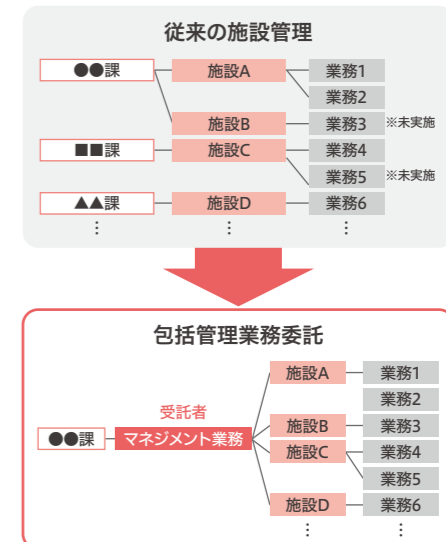 従来の施設管理
●●課 施設A 業務1
業務2
施設B 業務3 ※未実施
■■課 施設C 業務4
業務5 ※未実施
▲▲課 施設D 業務6
⋮ ⋮ ⋮
包括管理業務委託
施設A 業務1
業務2
受託者
施設B 業務3
●●課 マネジメント業務
施設C 業務4
業務5
施設D 業務6
⋮ ⋮